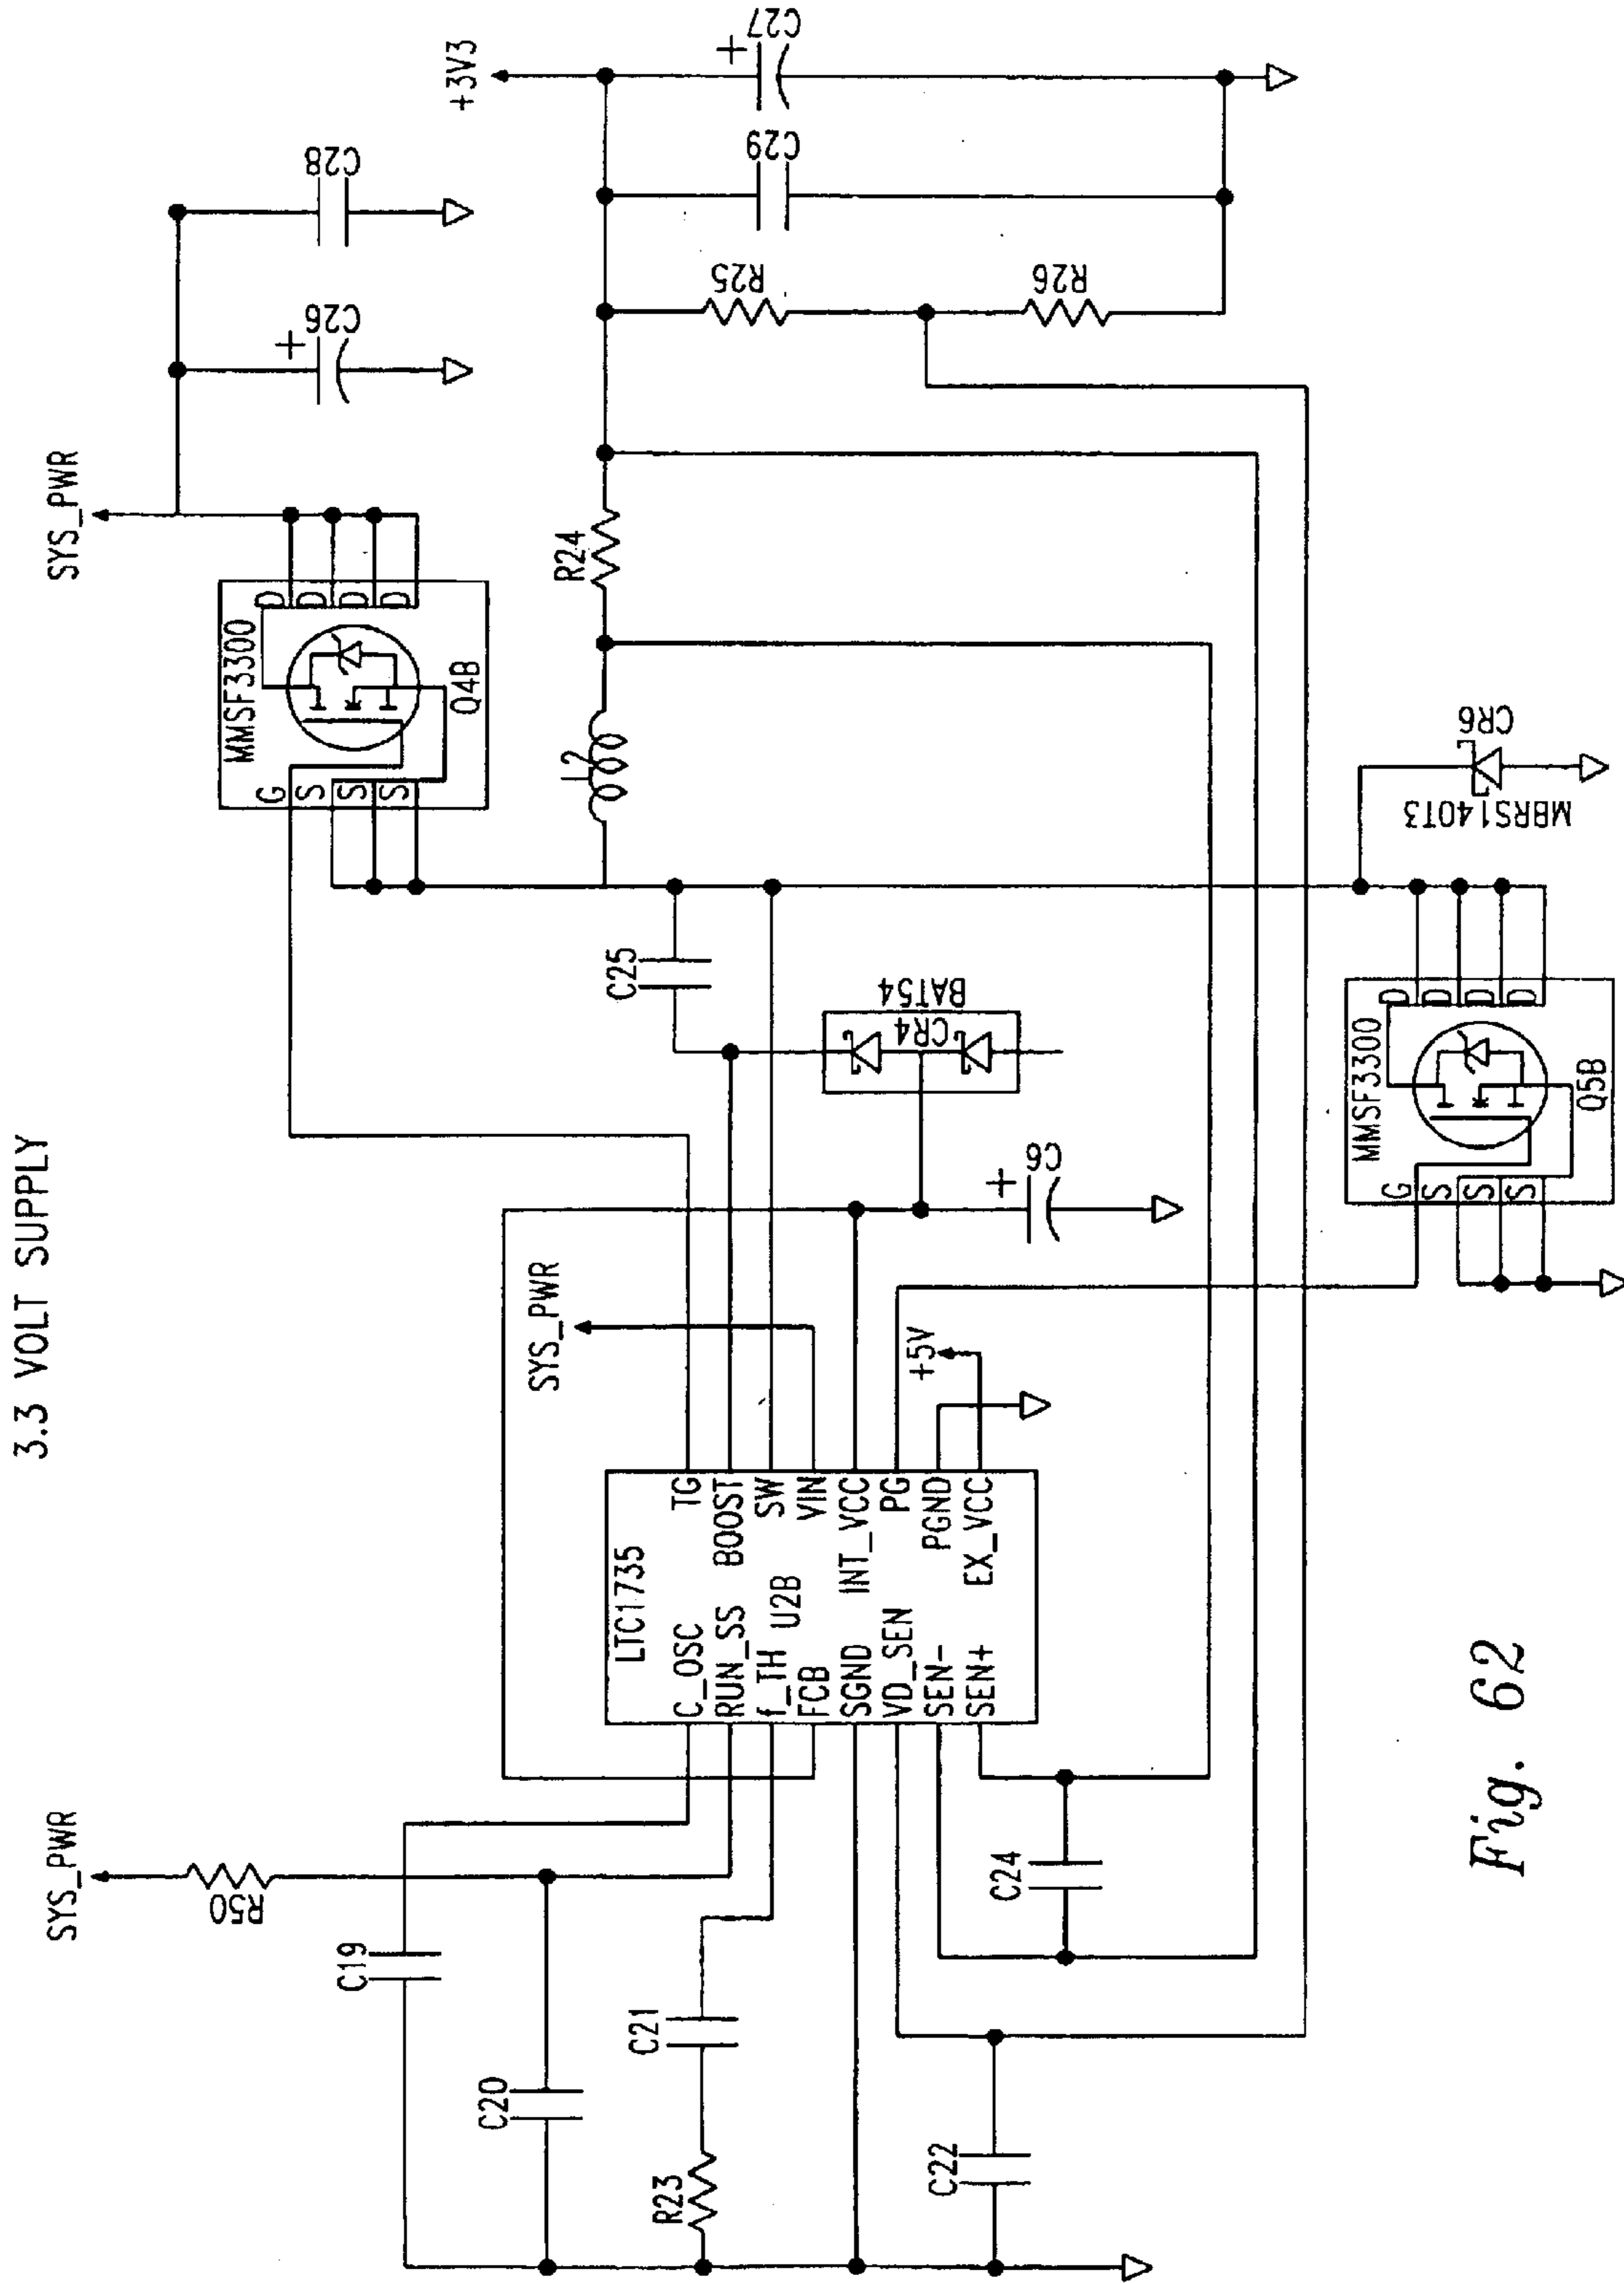 3.3 VOLT SUPPLY
SYS_PWR
R50
C19
C20
C21
R23
C22
C24
LTC1735
U2B
C_OSC
RUN_SS
f_TH
FCB
SGND
VD_SEN
SEN-
SEN+
TG
BOOST
SW
VIN
INT_VCC
PG
PGND
EX_VCC
SYS_PWR
+5V
+
C6
C25
BAT54
CR4
SYS_PWR
MMSF3300
G
S
S
S
D
D
D
D
Q4B
+
C26
C28
L2
R24
+3V3
R25
R26
C29
+
C27
MMSF3300
G
S
S
S
D
D
D
D
Q5B
CR6
MBRS140T3
Fig. 62